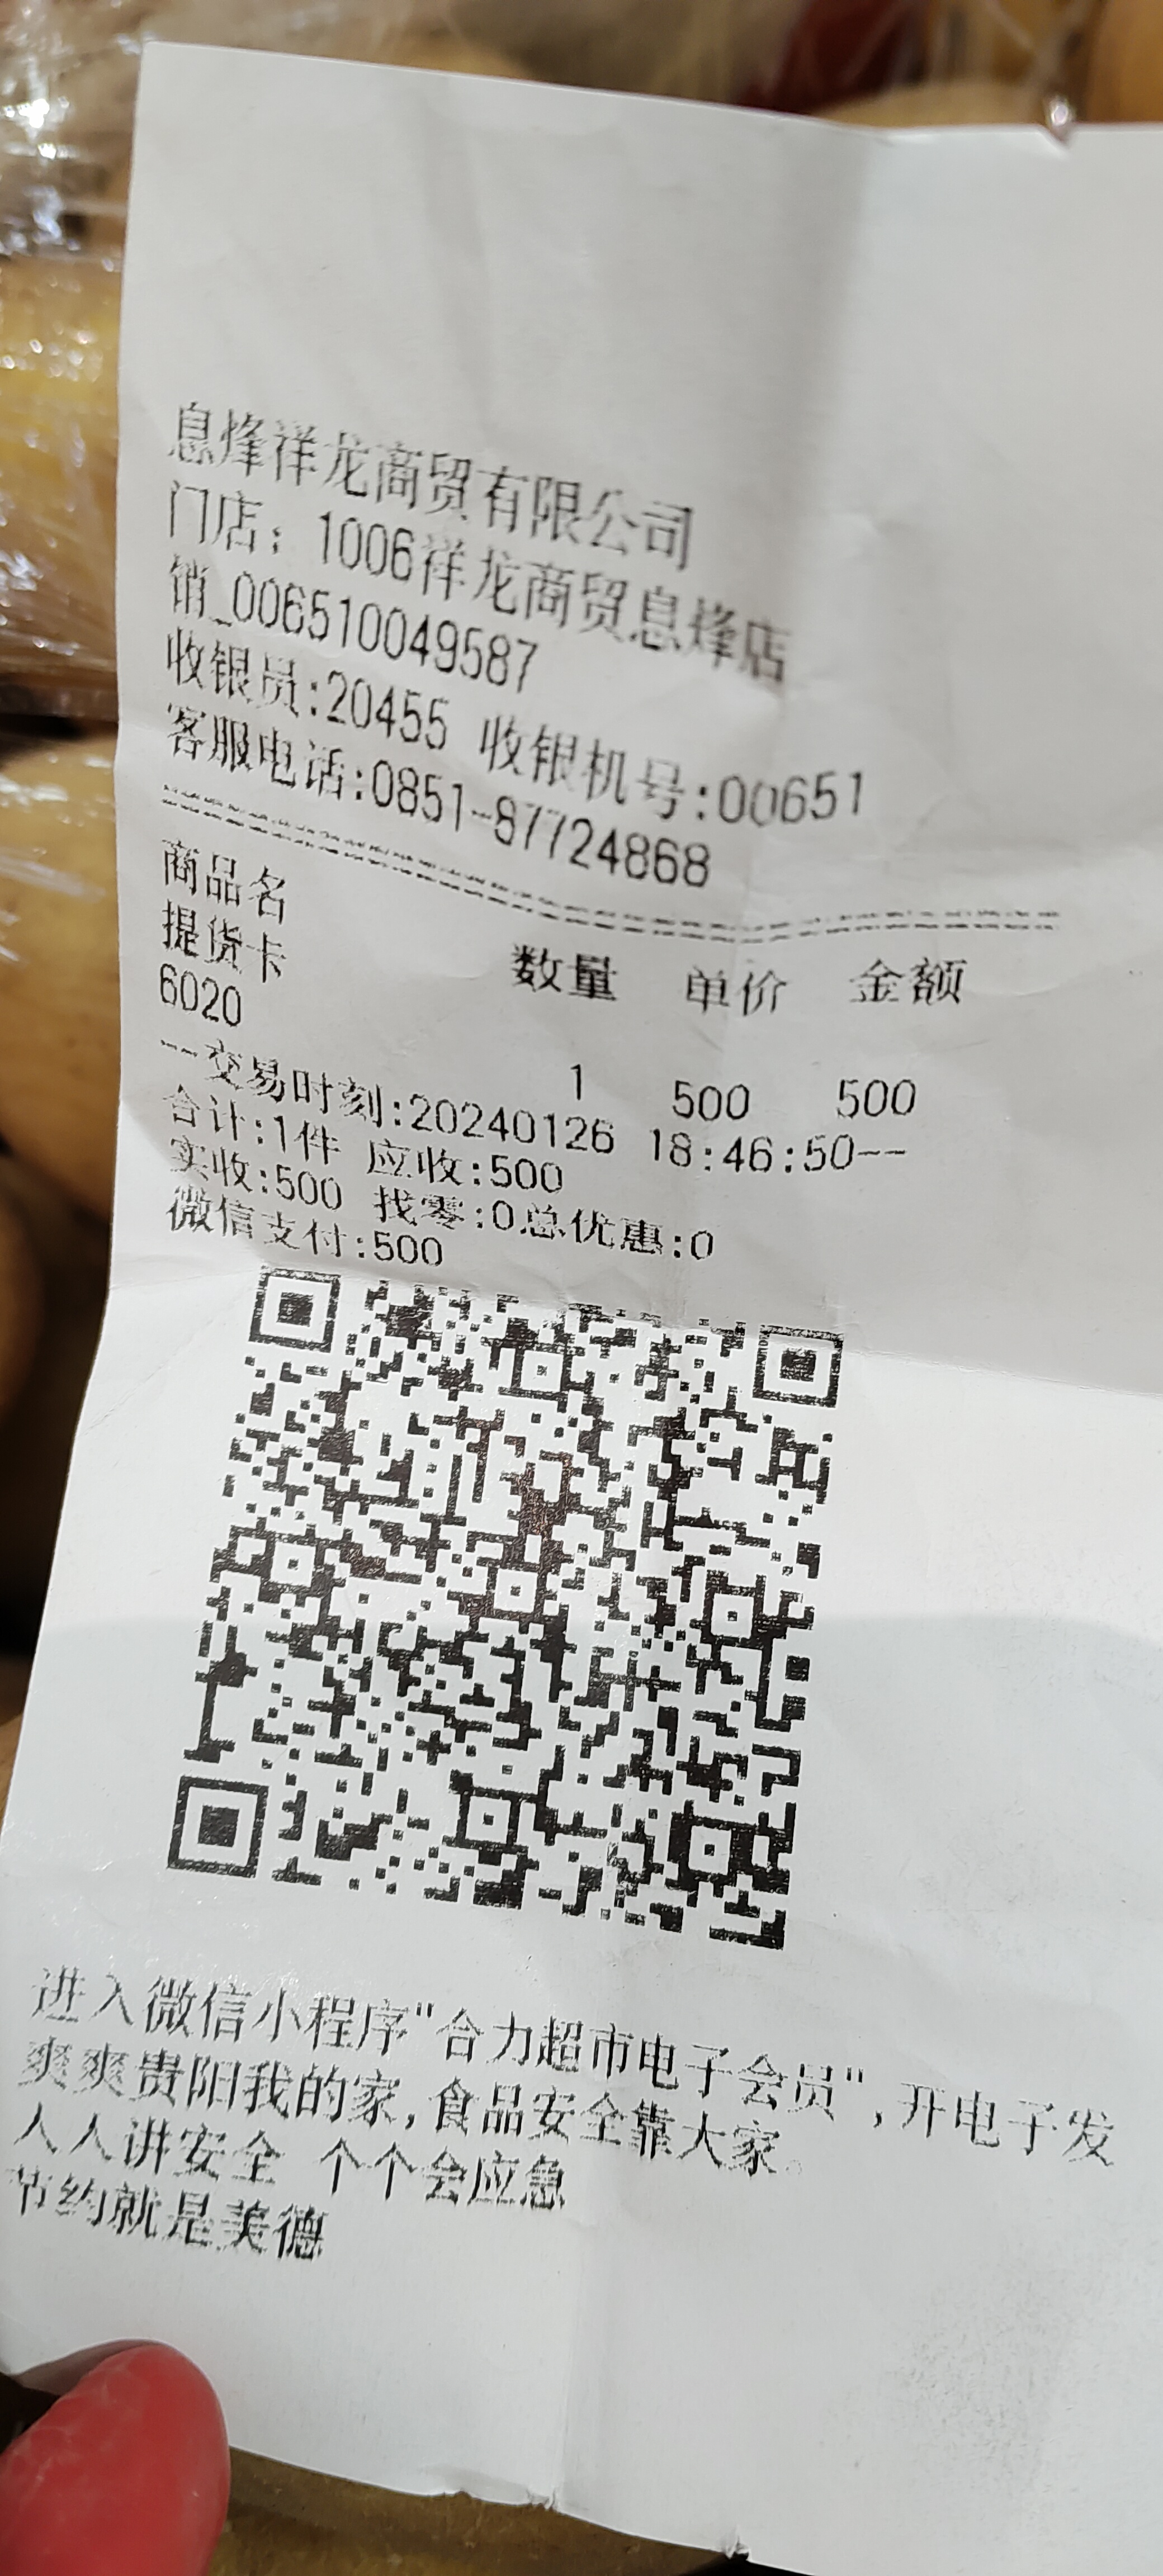 息烽祥龙商贸有限公司
门店：1006祥龙商贸息烽店
销_006510049587
收银员:20455 收银机号:00651
客服电话:0851-87724868
商品名 数量 单价 金额
提货卡
6020 1 500 500
--交易时刻:20240126 18:46:50--
合计:1件 应收:500
实收:500 找零:0总优惠:0
微信支付:500
进入微信小程序"合力超市电子会员",开电子发
爽爽贵阳我的家,食品安全靠大家。
人人讲安全 个个会应急
节约就是美德